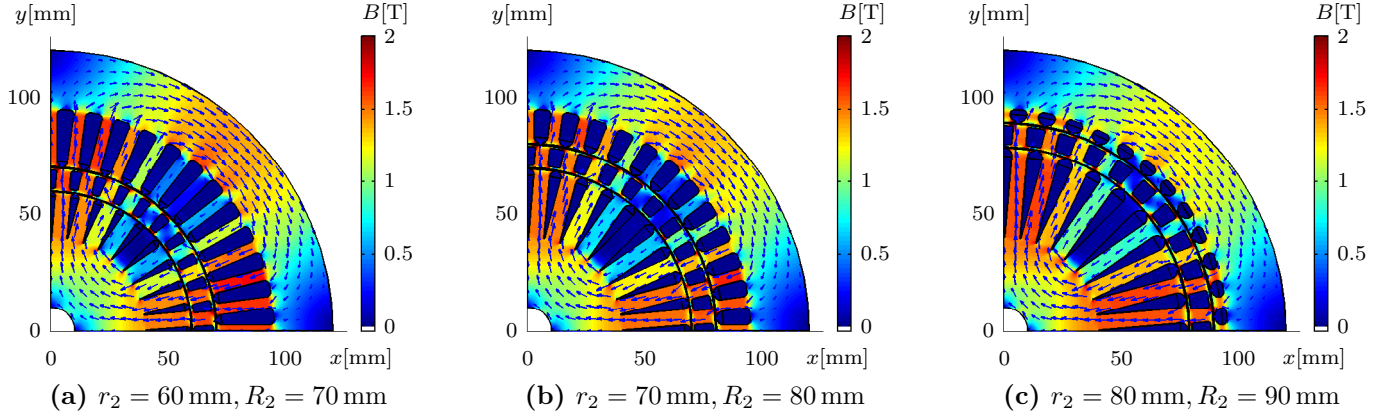 y[mm] B[T] y[mm] B[T] y[mm] B[T]
2 2 2
100 1.5 100 1.5 100 1.5
1 1 1
50 50 50
0.5 0.5 0.5
0 0 0 0 0 0
0 50 100 x[mm] 0 50 100 x[mm] 0 50 100 x[mm]
(a) r₂ = 60 mm, R₂ = 70 mm (b) r₂ = 70 mm, R₂ = 80 mm (c) r₂ = 80 mm, R₂ = 90 mm